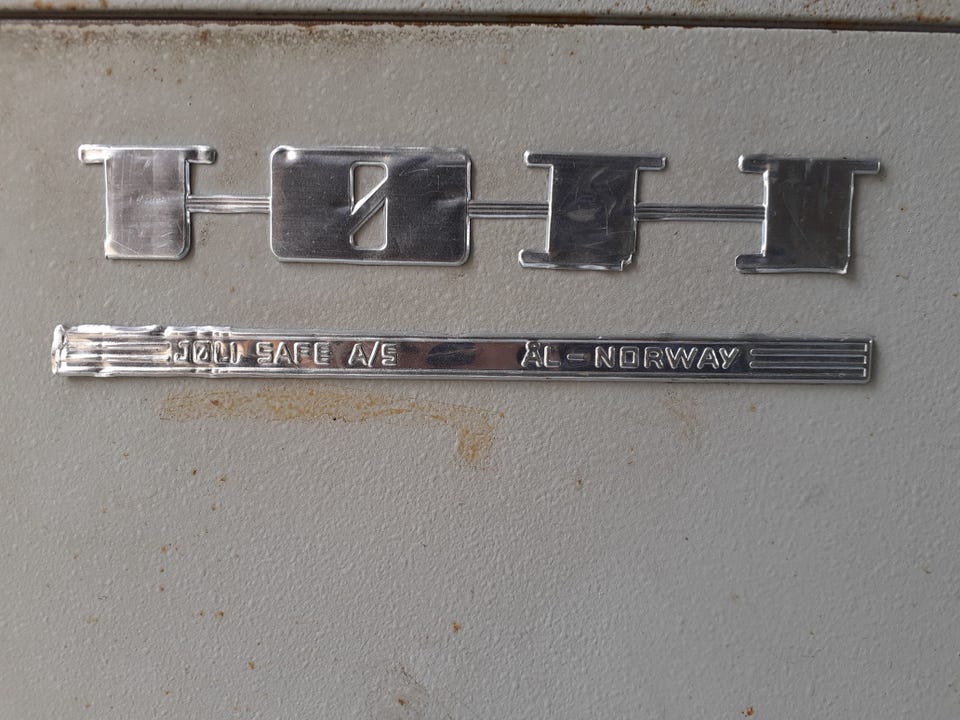 JØLI
JØLI SAFE A/S ÅL - NORWAY